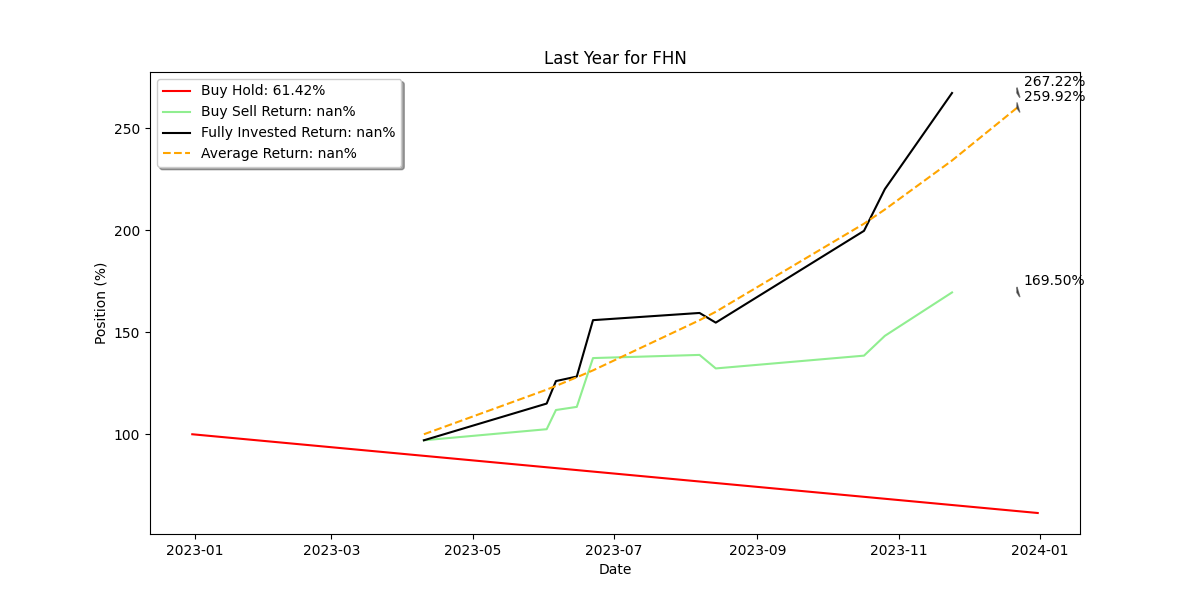 Last Year for FHN
Buy Hold: 61.42%
Buy Sell Return: nan%
Fully Invested Return: nan%
Average Return: nan%
267.22%
259.92%
169.50%
250
200
150
100
Position (%)
2023-01 2023-03 2023-05 2023-07 2023-09 2023-11 2024-01
Date